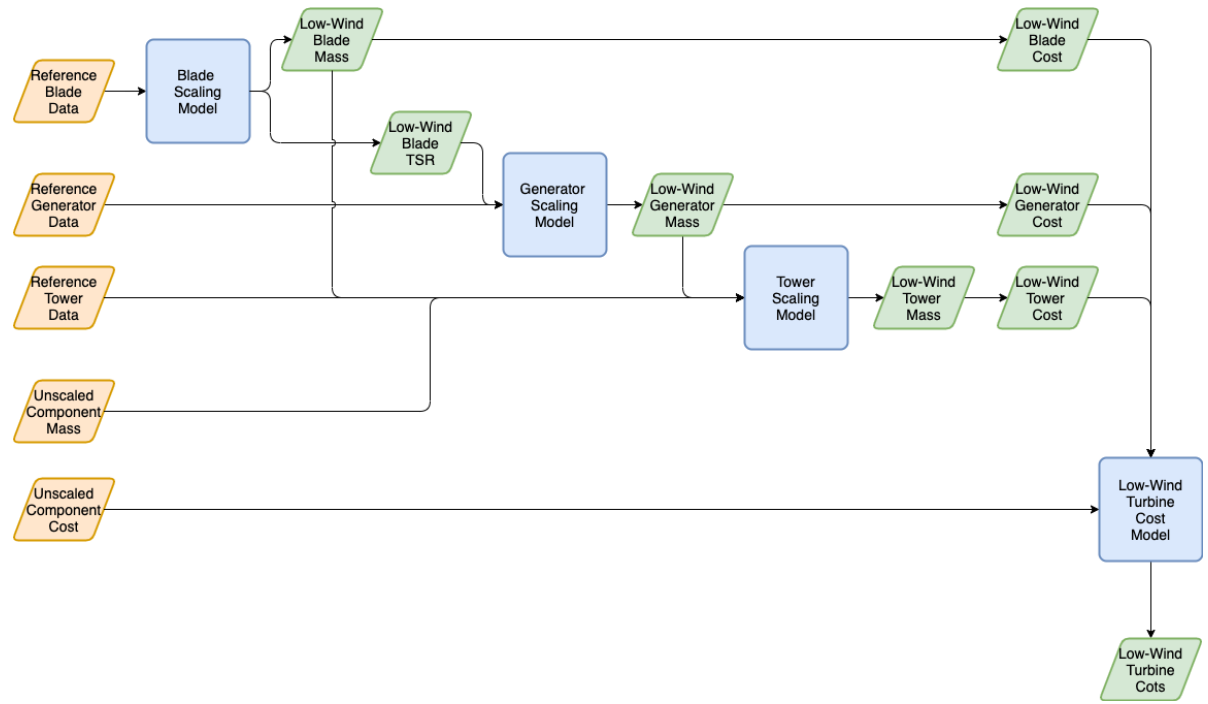 Low-Wind
Blade
Mass
Low-Wind
Blade
Cost
Reference
Blade
Data
Blade
Scaling
Model
Low-Wind
Blade
TSR
Reference
Generator
Data
Generator
Scaling
Model
Low-Wind
Generator
Mass
Low-Wind
Generator
Cost
Reference
Tower
Data
Tower
Scaling
Model
Low-Wind
Tower
Mass
Low-Wind
Tower
Cost
Unscaled
Component
Mass
Unscaled
Component
Cost
Low-Wind
Turbine
Cost
Model
Low-Wind
Turbine
Cots